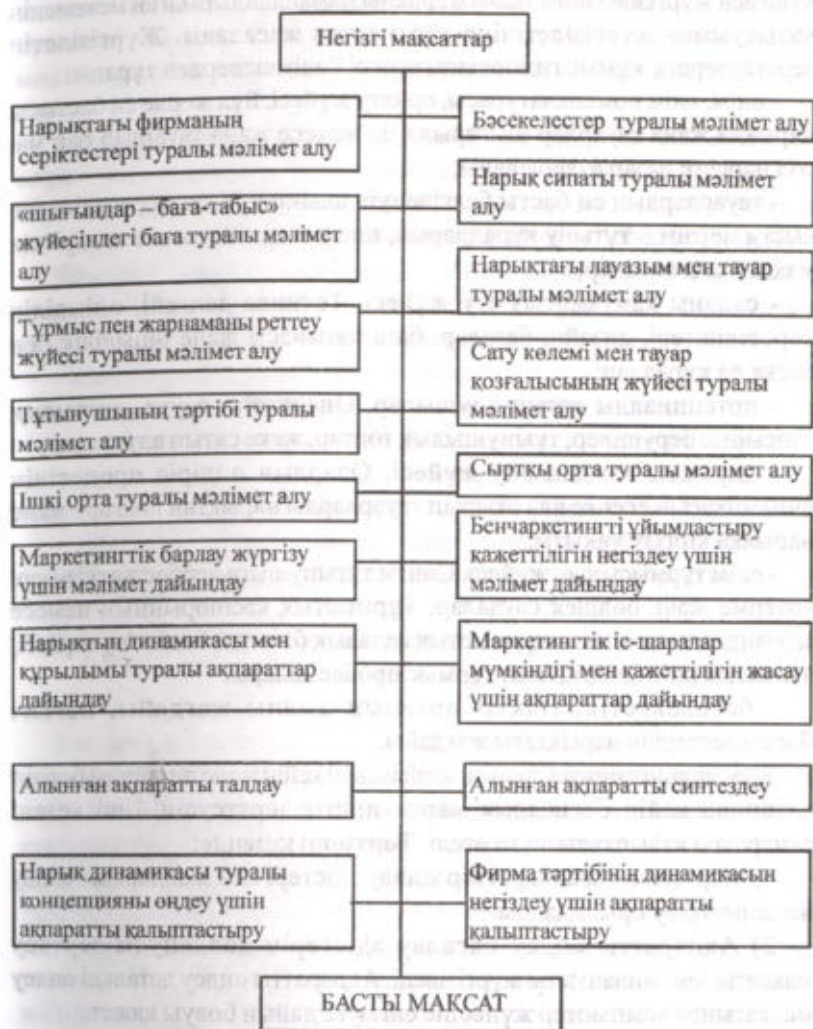 Негізгі мақсаттар
Нарықтағы фирманың
серіктестері туралы мәлімет алу
«шығындар – баға-табыс»
жүйесіндегі баға туралы мәлімет
алу
Тұрмыс пен жарнаманы реттеу
жүйесі туралы мәлімет алу
Тұтынушының тәртібі туралы
мәлімет алу
Ішкі орта туралы мәлімет алу
Маркетингтік барлау жүргізу
үшін мәлімет дайындау
Нарықтың динамикасы мен
құрылымы туралы ақпараттар
дайындау
Бәсекелестер туралы мәлімет алу
Нарық сипаты туралы мәлімет
алу
Нарықтағы лауазым мен тауар
туралы мәлімет алу
Сату көлемі мен тауар
қозғалысының жүйесі туралы
мәлімет алу
Сыртқы орта туралы мәлімет алу
Бенчаркетингті ұйымдастыру
қажеттілігін негіздеу үшін
мәлімет дайындау
Маркетингтік іс-шаралар
мүмкіндігі мен қажеттілігін жасау
үшін ақпараттар дайындау
Алынған ақпаратты талдау
Алынған ақпаратты синтездеу
Нарық динамикасы туралы
концепцияны өңдеу үшін
ақпаратты қалыптастыру
Фирма тәртібінің динамикасын
негіздеу үшін ақпаратты
қалыптастыру
БАСТЫ МАҚСАТ